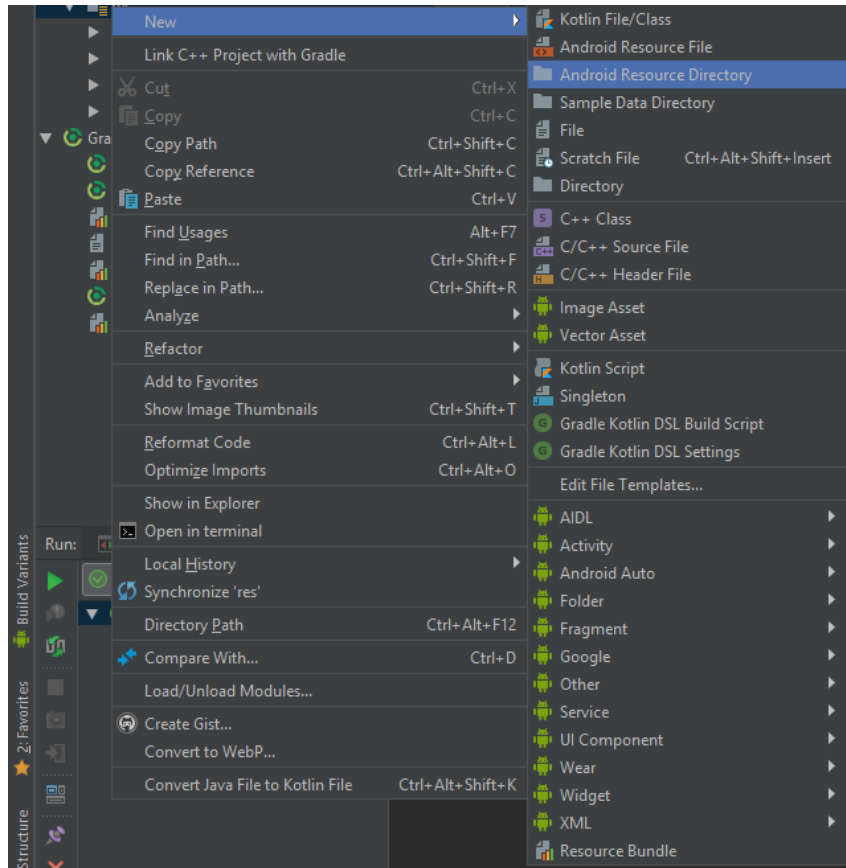 New
Link C++ Project with Gradle
Cut Ctrl+X
Copy Ctrl+C
Copy Path Ctrl+Shift+C
Copy Reference Ctrl+Alt+Shift+C
Paste Ctrl+V
Find Usages Alt+F7
Find in Path... Ctrl+Shift+F
Replace in Path... Ctrl+Shift+R
Analyze
Refactor
Add to Favorites
Show Image Thumbnails Ctrl+Shift+T
Reformat Code Ctrl+Alt+L
Optimize Imports Ctrl+Alt+O
Show in Explorer
Open in terminal
Local History
Synchronize 'res'
Directory Path Ctrl+Alt+F12
Compare With... Ctrl+D
Load/Unload Modules...
Create Gist...
Convert to WebP...
Convert Java File to Kotlin File Ctrl+Alt+Shift+K
Kotlin File/Class
Android Resource File
Android Resource Directory
Sample Data Directory
File
Scratch File Ctrl+Alt+Shift+Insert
Directory
C++ Class
C/C++ Source File
C/C++ Header File
Image Asset
Vector Asset
Kotlin Script
Singleton
Gradle Kotlin DSL Build Script
Gradle Kotlin DSL Settings
Edit File Templates...
AIDL
Activity
Android Auto
Folder
Fragment
Google
Other
Service
UI Component
Wear
Widget
XML
Resource Bundle
Gra
Run:
Build Variants
2: Favorites
Structure